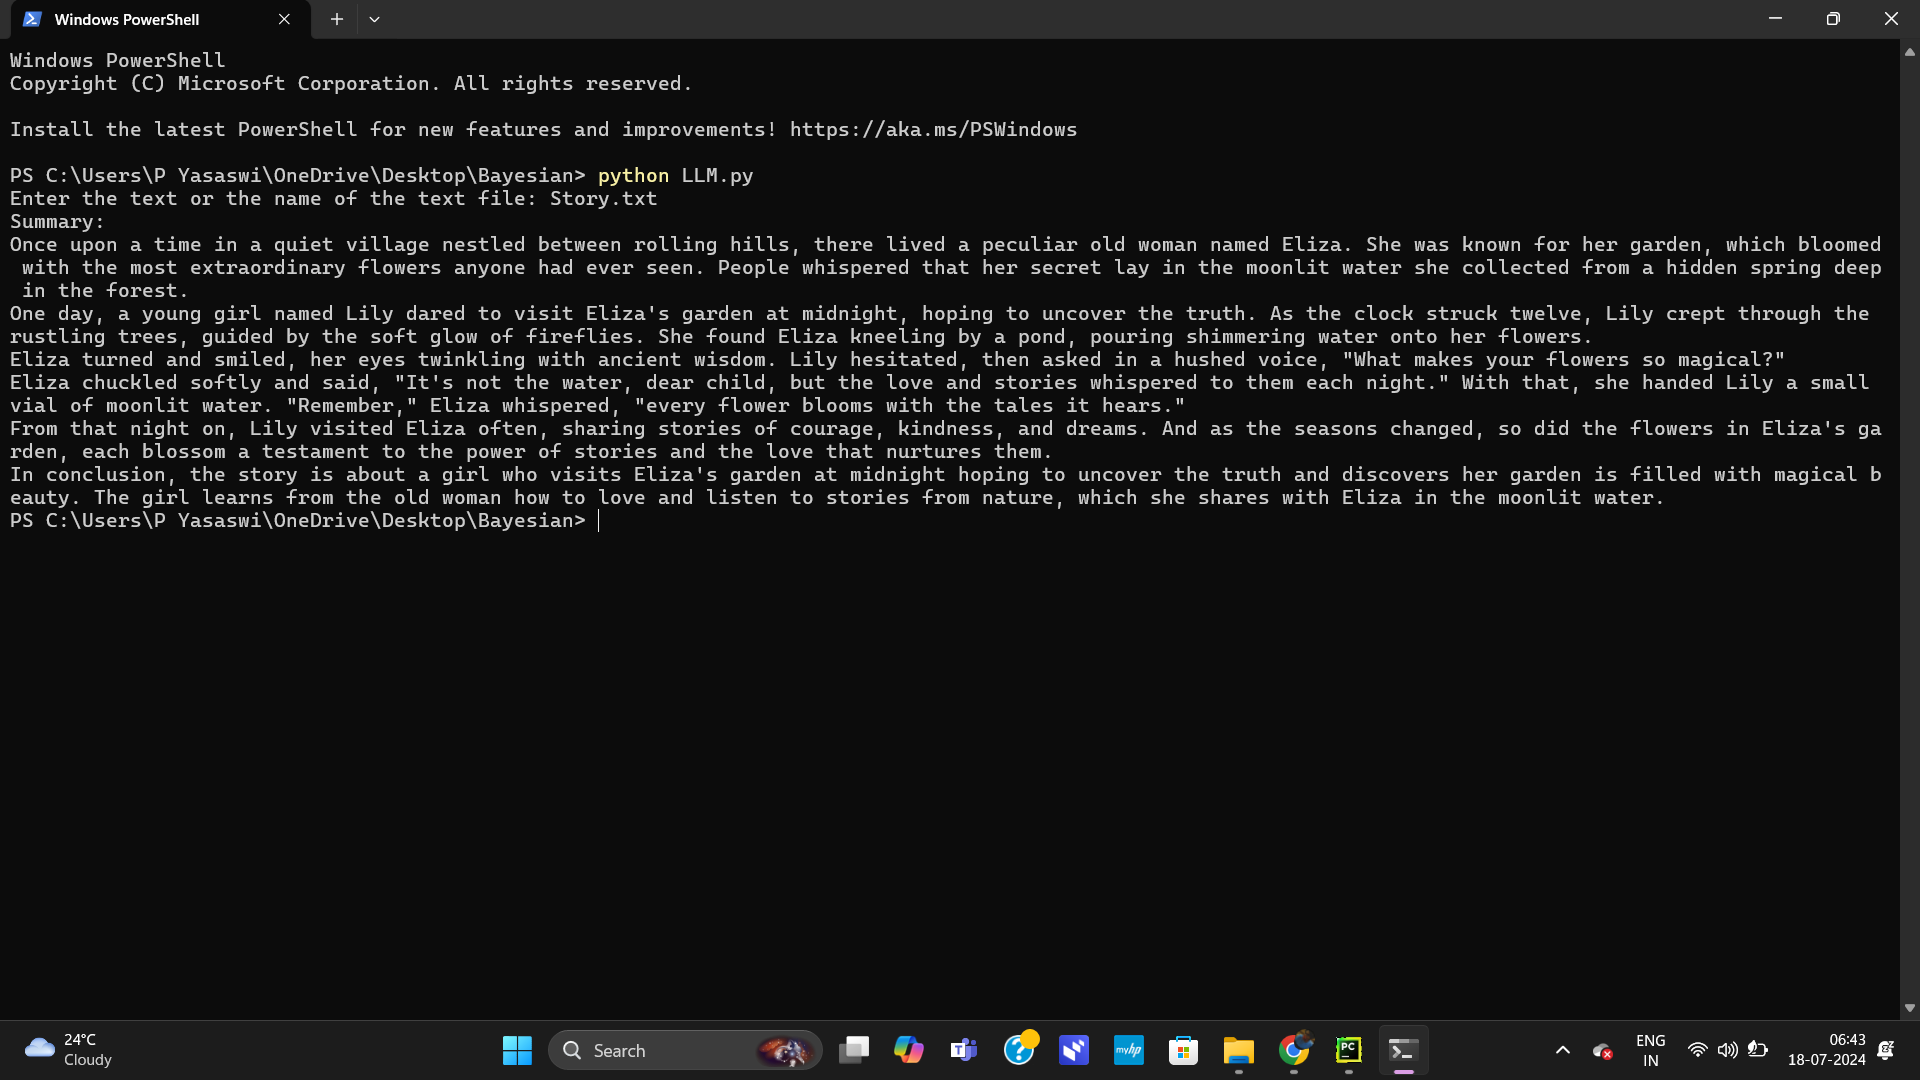 Windows PowerShell
Windows PowerShell
Copyright (C) Microsoft Corporation. All rights reserved.
Install the latest PowerShell for new features and improvements! https://aka.ms/PSWindows
PS C:\Users\P Yasaswi\OneDrive\Desktop\Bayesian> python LLM.py
Enter the text or the name of the text file: Story.txt
Summary:
Once upon a time in a quiet village nestled between rolling hills, there lived a peculiar old woman named Eliza. She was known for her garden, which bloomed
with the most extraordinary flowers anyone had ever seen. People whispered that her secret lay in the moonlit water she collected from a hidden spring deep
in the forest.
One day, a young girl named Lily dared to visit Eliza's garden at midnight, hoping to uncover the truth. As the clock struck twelve, Lily crept through the
rustling trees, guided by the soft glow of fireflies. She found Eliza kneeling by a pond, pouring shimmering water onto her flowers.
Eliza turned and smiled, her eyes twinkling with ancient wisdom. Lily hesitated, then asked in a hushed voice, "What makes your flowers so magical?"
Eliza chuckled softly and said, "It's not the water, dear child, but the love and stories whispered to them each night." With that, she handed Lily a small
vial of moonlit water. "Remember," Eliza whispered, "every flower blooms with the tales it hears."
From that night on, Lily visited Eliza often, sharing stories of courage, kindness, and dreams. And as the seasons changed, so did the flowers in Eliza's ga
rden, each blossom a testament to the power of stories and the love that nurtures them.
In conclusion, the story is about a girl who visits Eliza's garden at midnight hoping to uncover the truth and discovers her garden is filled with magical b
eauty. The girl learns from the old woman how to love and listen to stories from nature, which she shares with Eliza in the moonlit water.
PS C:\Users\P Yasaswi\OneDrive\Desktop\Bayesian>
24°C
Cloudy
Search
myhp
PC
ENG
IN
06:43
18-07-2024